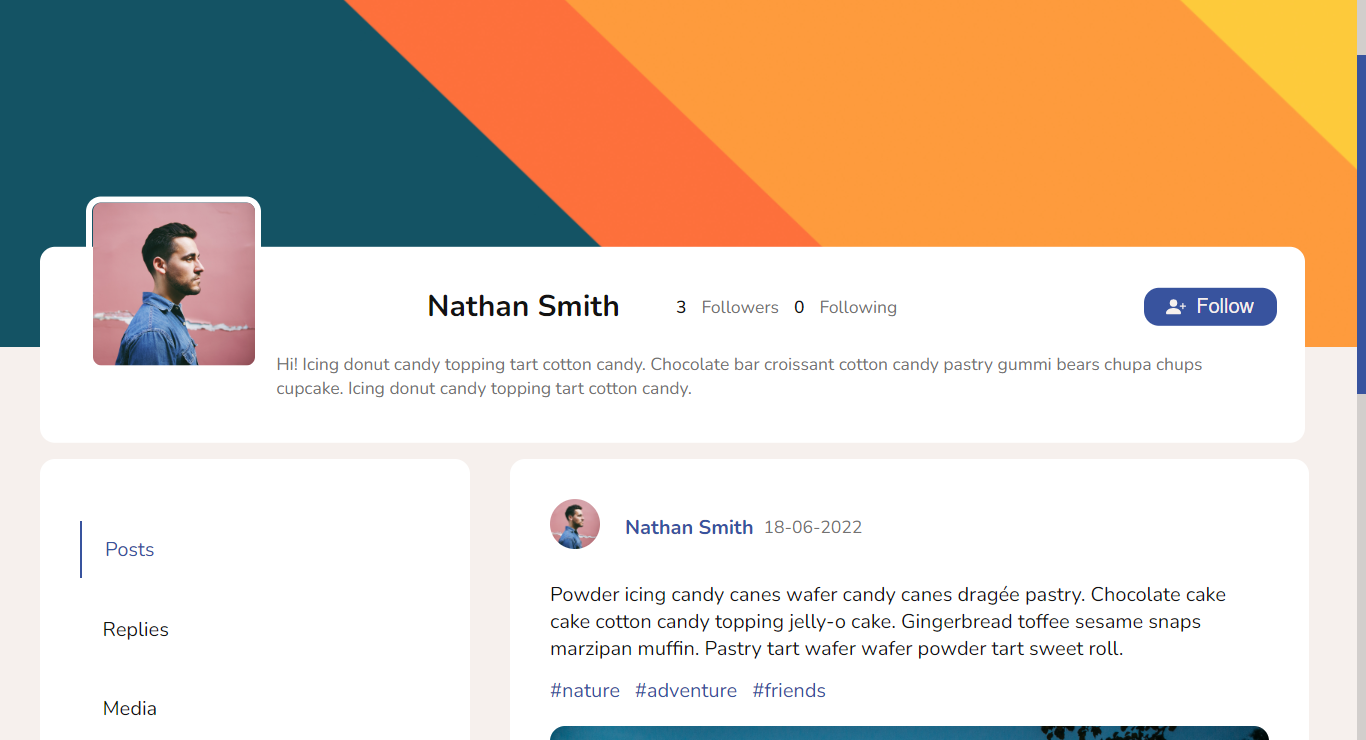 Nathan Smith 3 Followers 0 Following Follow
Hi! Icing donut candy topping tart cotton candy. Chocolate bar croissant cotton candy pastry gummi bears chupa chups
cupcake. Icing donut candy topping tart cotton candy.
Posts
Replies
Media
Nathan Smith 18-06-2022
Powder icing candy canes wafer candy canes dragée pastry. Chocolate cake
cake cotton candy topping jelly-o cake. Gingerbread toffee sesame snaps
marzipan muffin. Pastry tart wafer wafer powder tart sweet roll.
#nature #adventure #friends